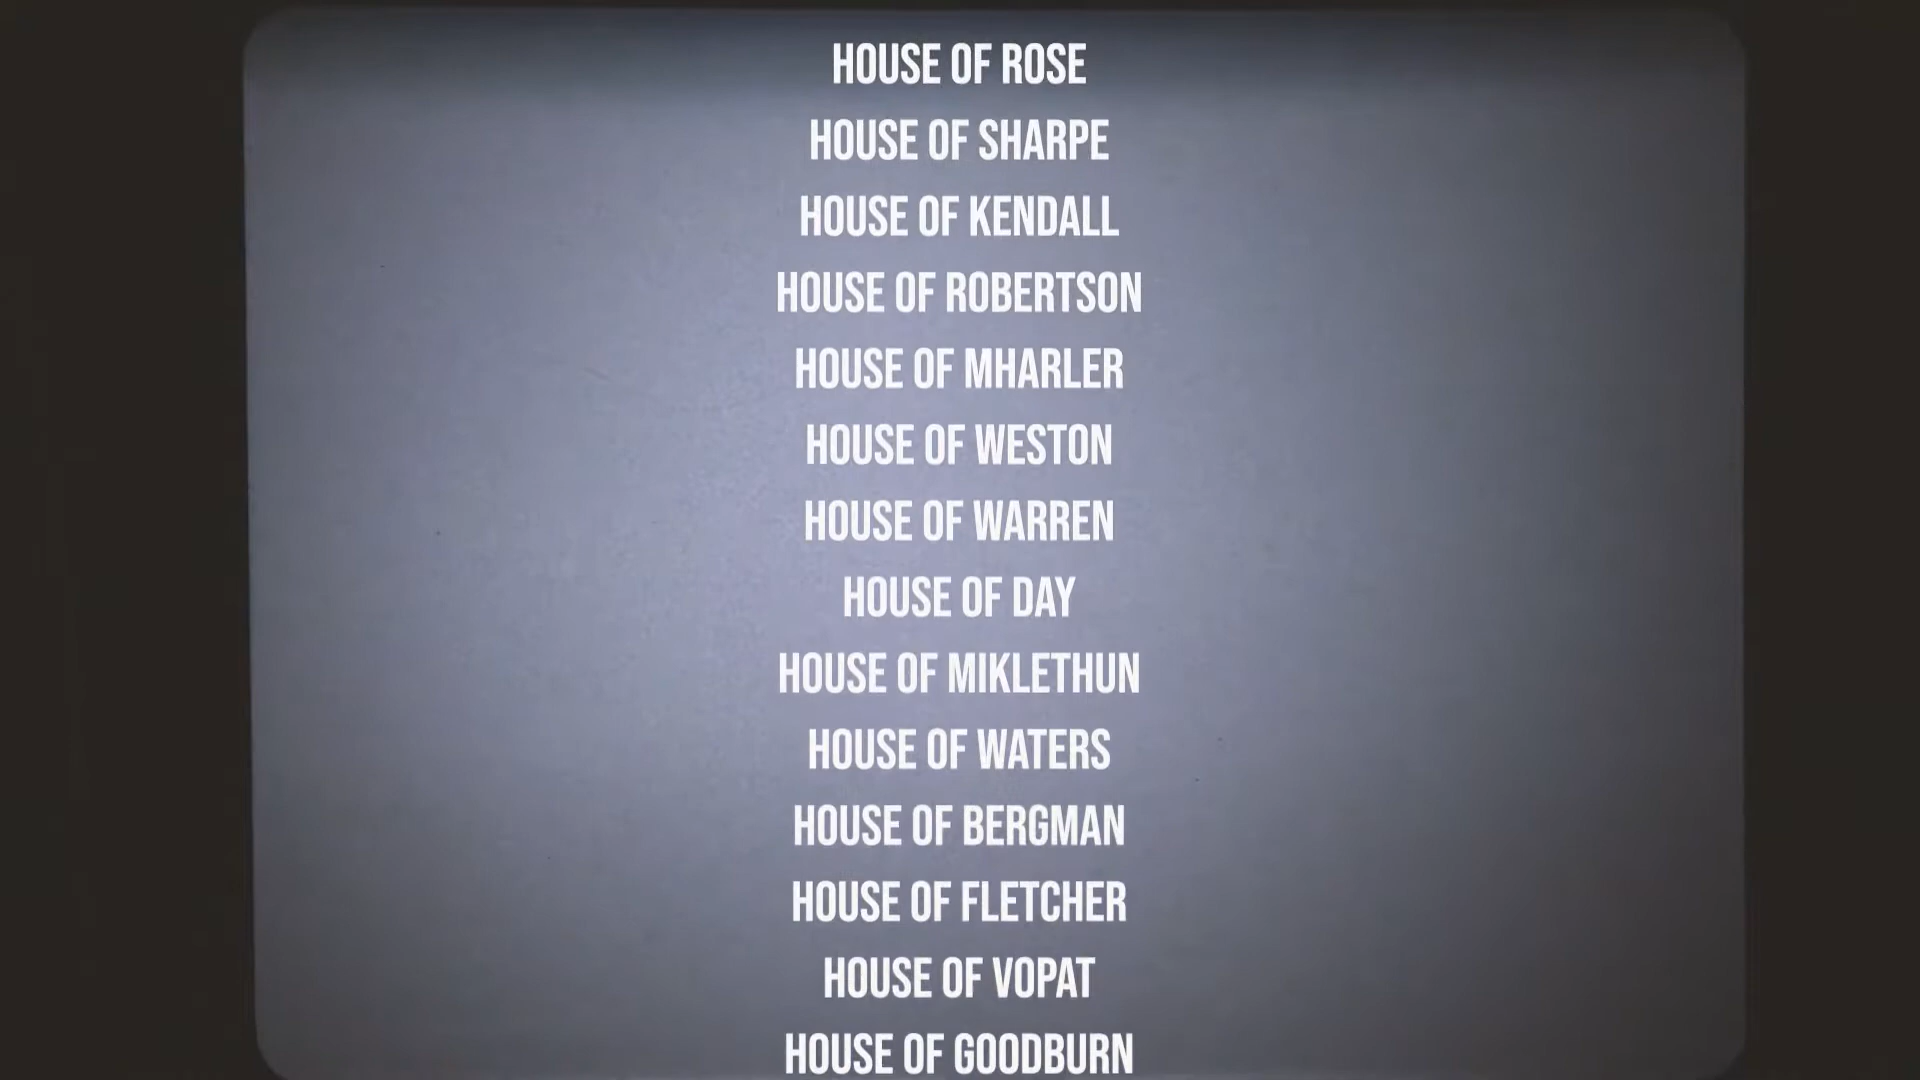 HOUSE OF ROSE
HOUSE OF SHARPE
HOUSE OF KENDALL
HOUSE OF ROBERTSON
HOUSE OF MHARLER
HOUSE OF WESTON
HOUSE OF WARREN
HOUSE OF DAY
HOUSE OF MIKLETHUN
HOUSE OF WATERS
HOUSE OF BERGMAN
HOUSE OF FLETCHER
HOUSE OF VOPAT
HOUSE OF GOODBURN